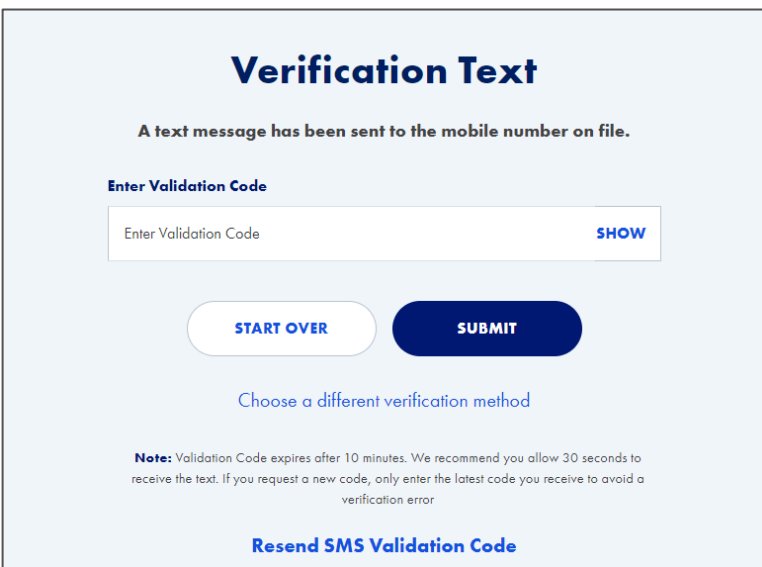 Verification Text
A text message has been sent to the mobile number on file.
Enter Validation Code
Enter Validation Code SHOW
START OVER SUBMIT
Choose a different verification method
Note: Validation Code expires after 10 minutes. We recommend you allow 30 seconds to
receive the text. If you request a new code, only enter the latest code you receive to avoid a
verification error
Resend SMS Validation Code